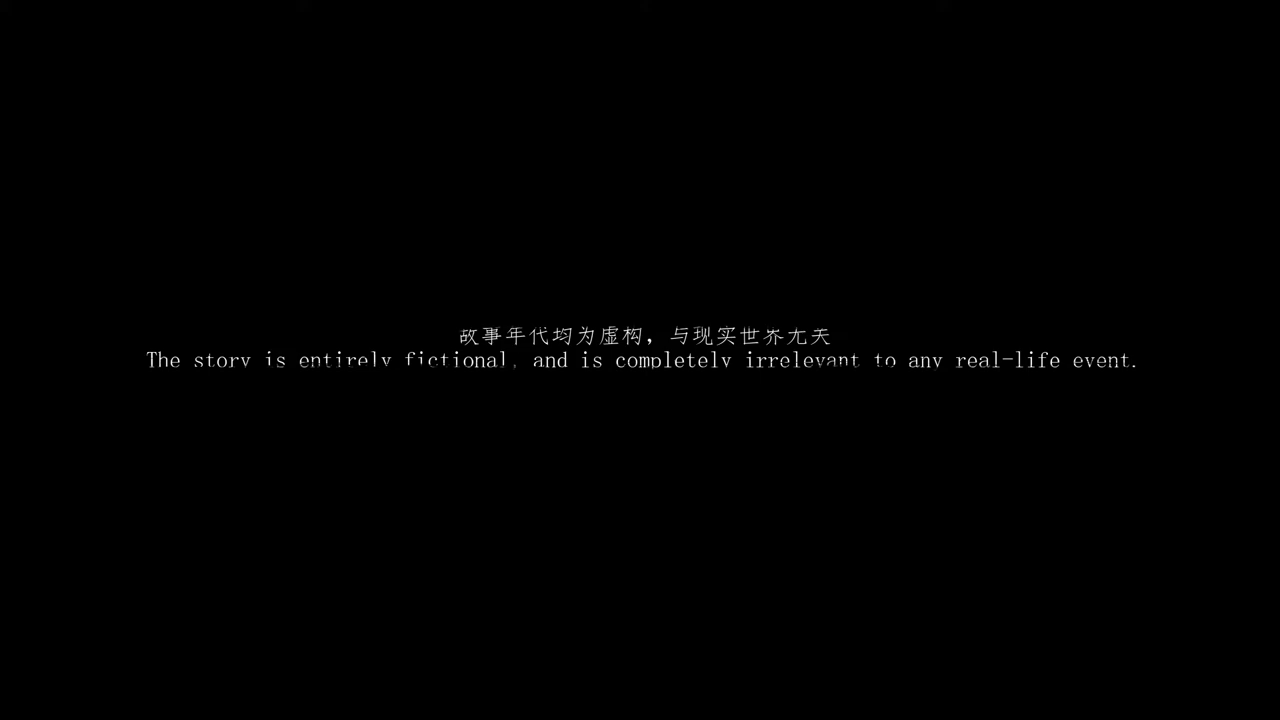 故事年代均为虚构，与现实世界无关
The story is entirely fictional, and is completely irrelevant to any real-life event.